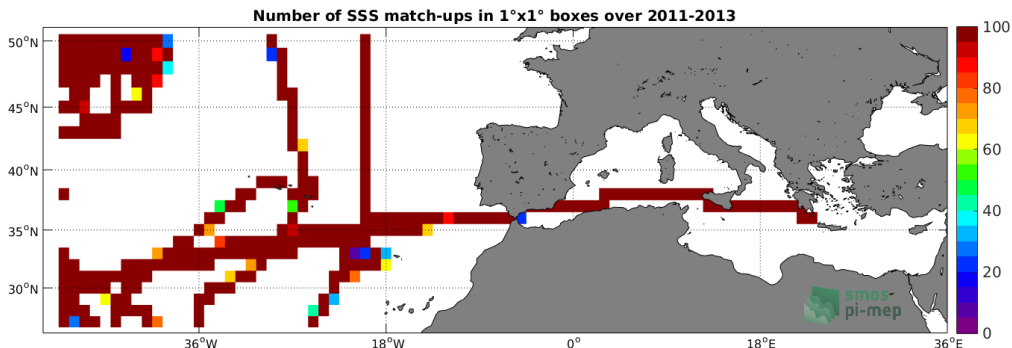 Number of SSS match-ups in 1°x1° boxes over 2011-2013
50°N
45°N
40°N
35°N
30°N
36°W
18°W
0°
18°E
36°E
100
80
60
40
20
0
smos
pi-mep